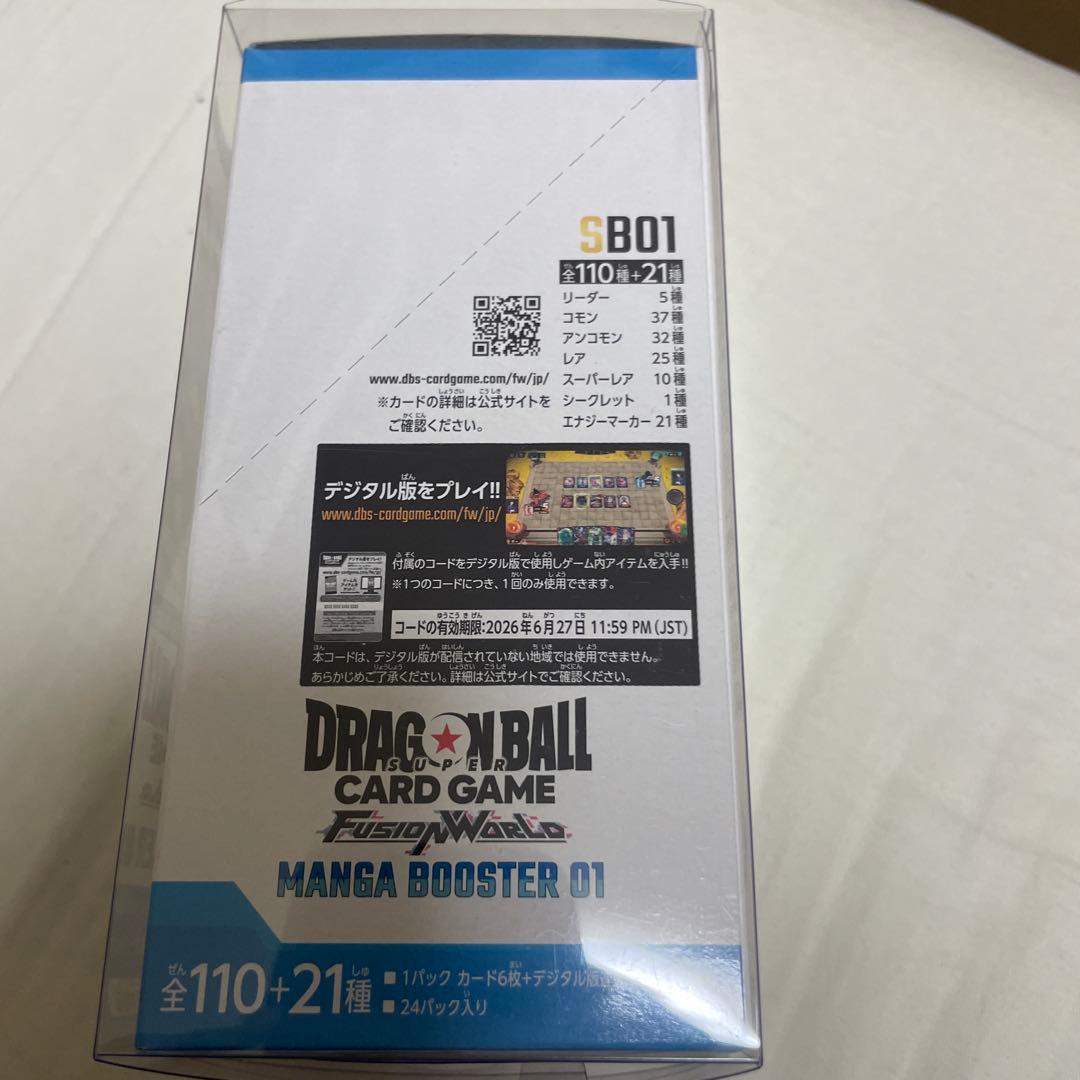 SB01
全110種+21種
リーダー 5種
コモン 37種
アンコモン 32種
レア 25種
スーパーレア 10種
シークレット 1種
エナジーマーカー 21種
www.dbs-cardgame.com/fw/jp/
※カードの詳細は公式サイトを
ご確認ください。
デジタル版をプレイ!!
www.dbs-cardgame.com/fw/jp/
付属のコードをデジタル版で使用しゲーム内アイテムを入手!!
※1つのコードにつき、1回のみ使用できます。
コードの有効期限:2026年6月27日 11:59 PM (JST)
本コードは、デジタル版が配信されていない地域では使用できません。
あらかじめご了承ください。詳細は公式サイトでご確認ください。
DRAGON BALL
SUPER
CARD GAME
FUSION WORLD
MANGA BOOSTER 01
全110+21種
■ 1パック カード6枚+デジタル版
■ 24パック入り